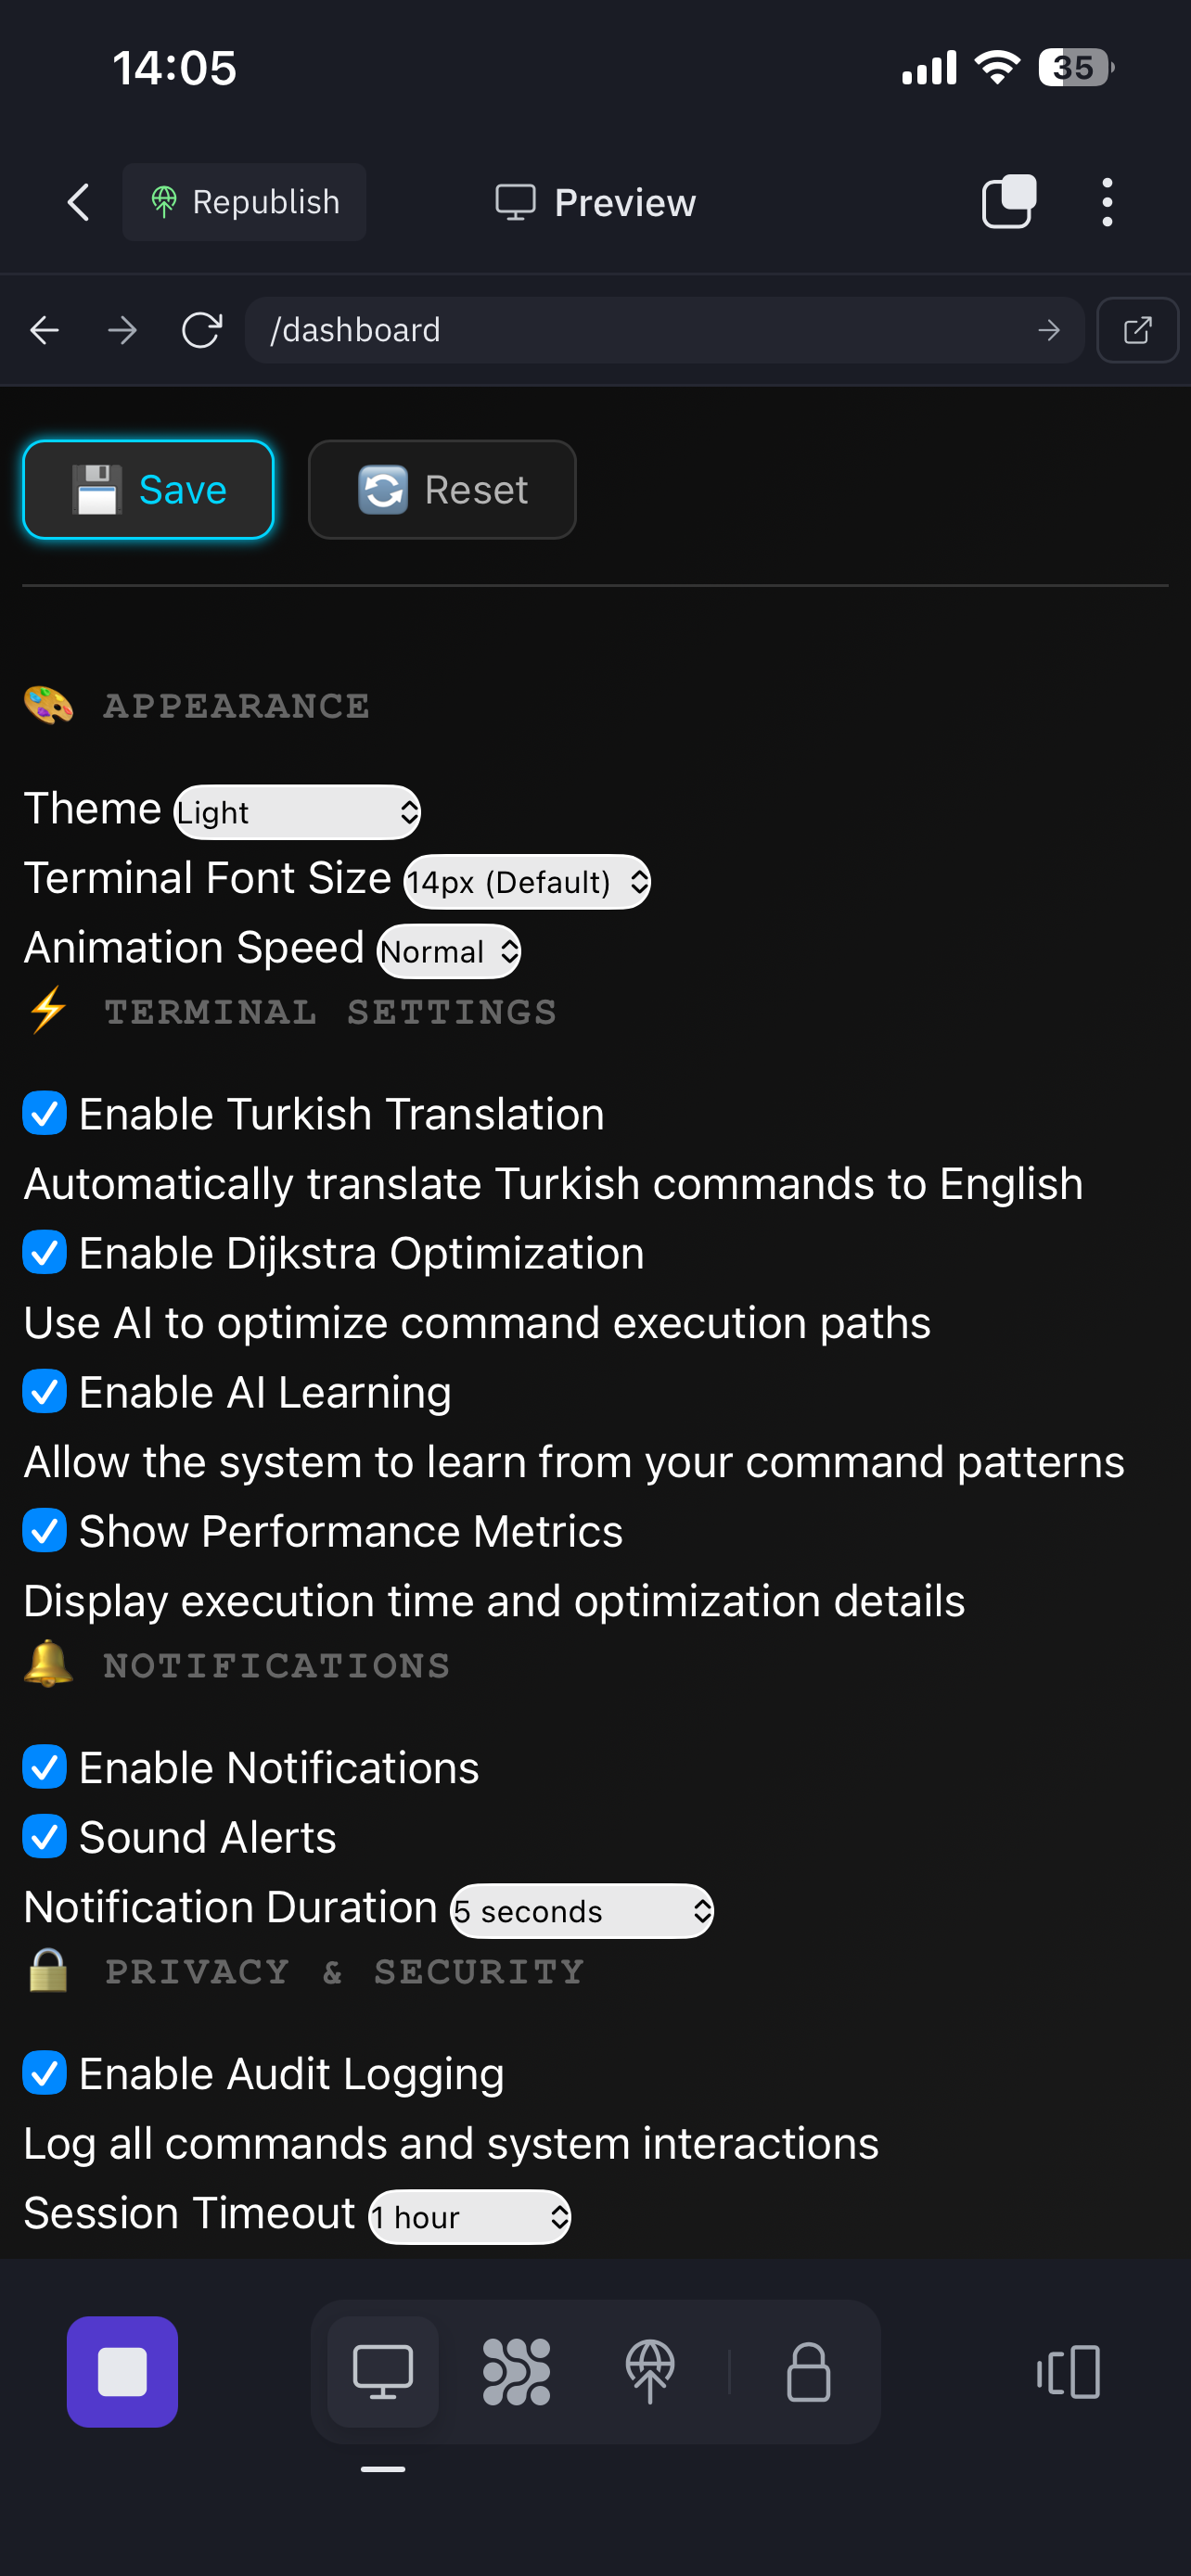 14:05
35
Republish
Preview
/dashboard
Save
Reset
APPEARANCE
Theme Light
Terminal Font Size 14px (Default)
Animation Speed Normal
TERMINAL SETTINGS
Enable Turkish Translation
Automatically translate Turkish commands to English
Enable Dijkstra Optimization
Use AI to optimize command execution paths
Enable AI Learning
Allow the system to learn from your command patterns
Show Performance Metrics
Display execution time and optimization details
NOTIFICATIONS
Enable Notifications
Sound Alerts
Notification Duration 5 seconds
PRIVACY & SECURITY
Enable Audit Logging
Log all commands and system interactions
Session Timeout 1 hour